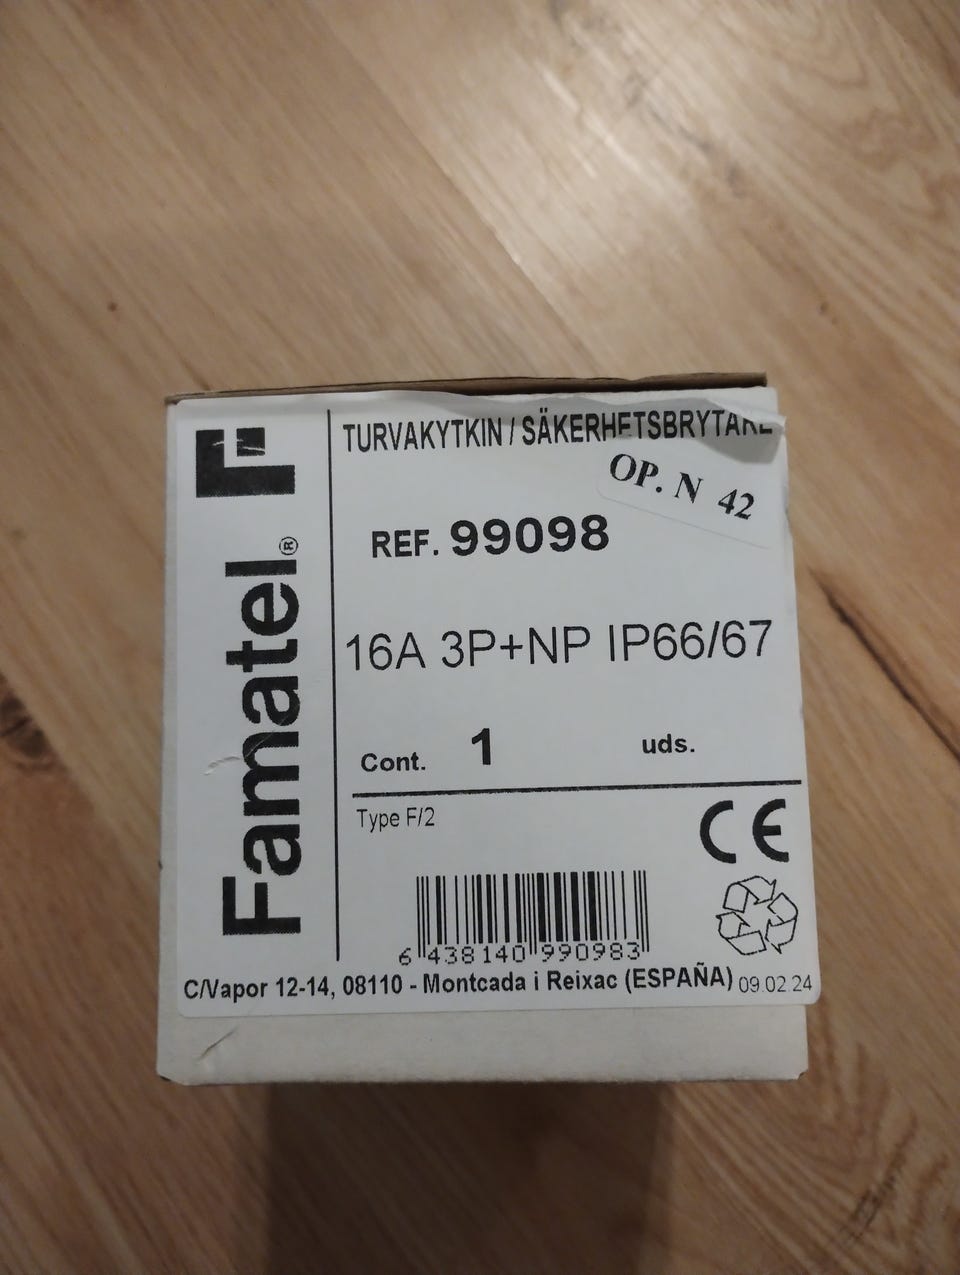 Famatel®
TURVAKYTKIN / SÄKERHETSBRYTARE
OP. N 42
REF. 99098
16A 3P+NP IP66/67
Cont. 1 uds.
Type F/2
CE
6 438140 990983
C/Vapor 12-14, 08110 - Montcada i Reixac (ESPAÑA) 09.02.24